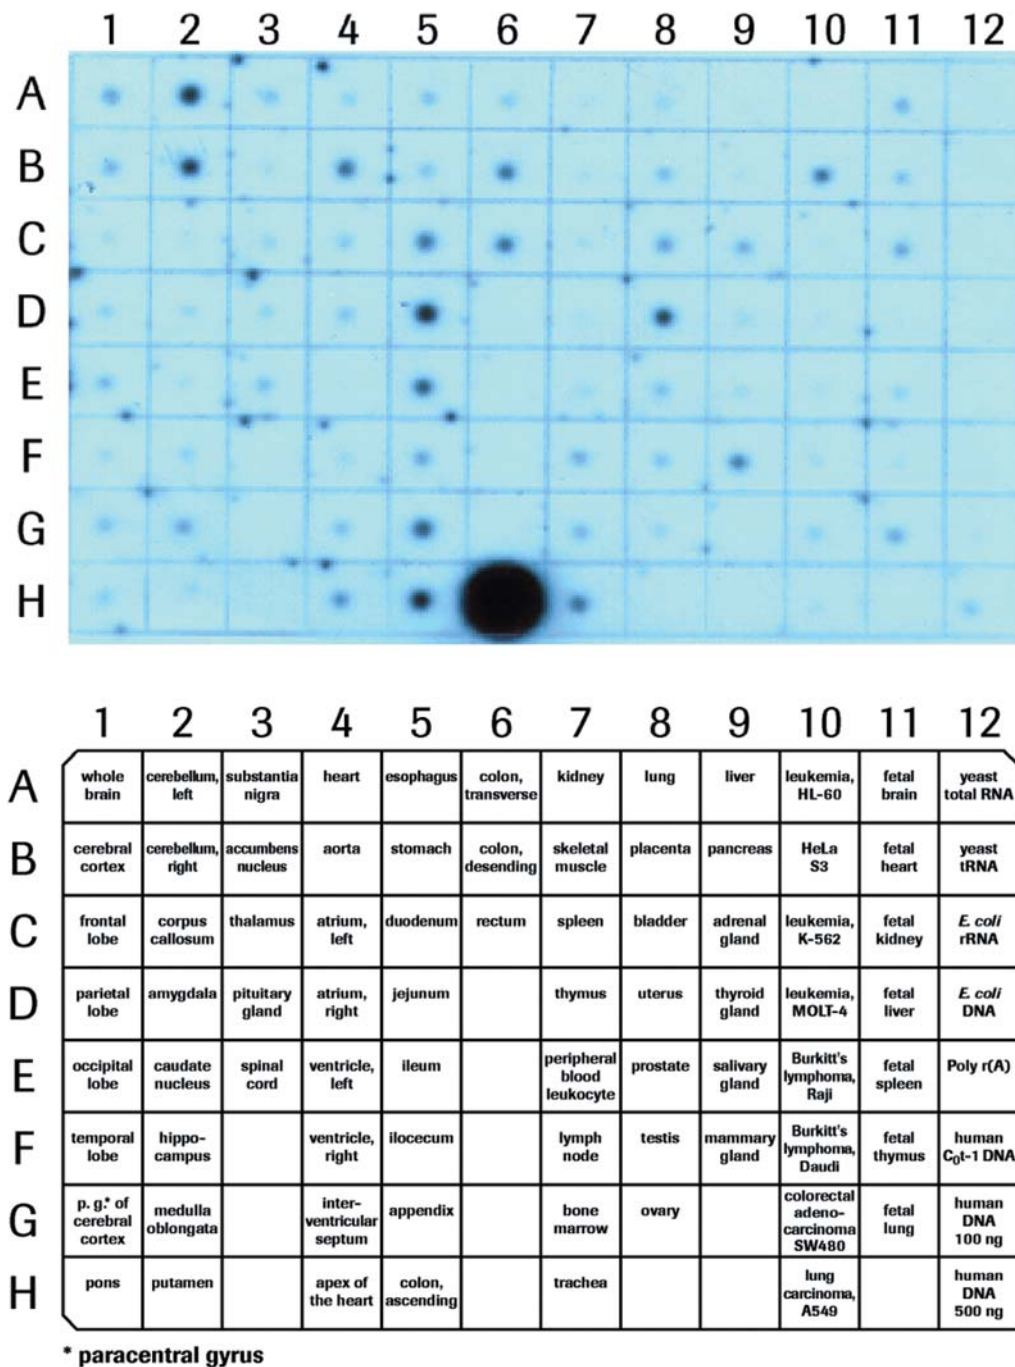 1 2 3 4 5 6 7 8 9 10 11 12
A
B
C
D
E
F
G
H
1 2 3 4 5 6 7 8 9 10 11 12
A whole brain cerebellum, left substantia nigra heart esophagus colon, transverse kidney lung liver leukemia, HL-60 fetal brain yeast total RNA
B cerebral cortex cerebellum, right accumbens nucleus aorta stomach colon, desending skeletal muscle placenta pancreas HeLa S3 fetal heart yeast tRNA
C frontal lobe corpus callosum thalamus atrium, left duodenum rectum spleen bladder adrenal gland leukemia, K-562 fetal kidney E. coli rRNA
D parietal lobe amygdala pituitary gland atrium, right jejunum thymus uterus thyroid gland leukemia, MOLT-4 fetal liver E. coli DNA
E occipital lobe caudate nucleus spinal cord ventricle, left ileum peripheral blood leukocyte prostate salivary gland Burkitt's lymphoma, Raji fetal spleen Poly r(A)
F temporal lobe hippo-campus ventricle, right ilocecum lymph node testis mammary gland Burkitt's lymphoma, Daudi fetal thymus human C₀t-1 DNA
G p. g.* of cerebral cortex medulla oblongata inter-ventricular septum appendix bone marrow ovary colorectal adeno-carcinoma SW480 fetal lung human DNA 100 ng
H pons putamen apex of the heart colon, ascending trachea lung carcinoma, A549 human DNA 500 ng
* paracentral gyrus